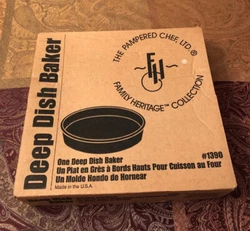 Deep Dish Baker
THE PAMPERED CHEF, LTD.®
FH
FAMILY HERITAGE™ COLLECTION
One Deep Dish Baker
#1390
Un Plat en Grès à Bords Hauts Pour Cuisson au Four
Un Molde Hondo de Hornear
Made in the U.S.A.